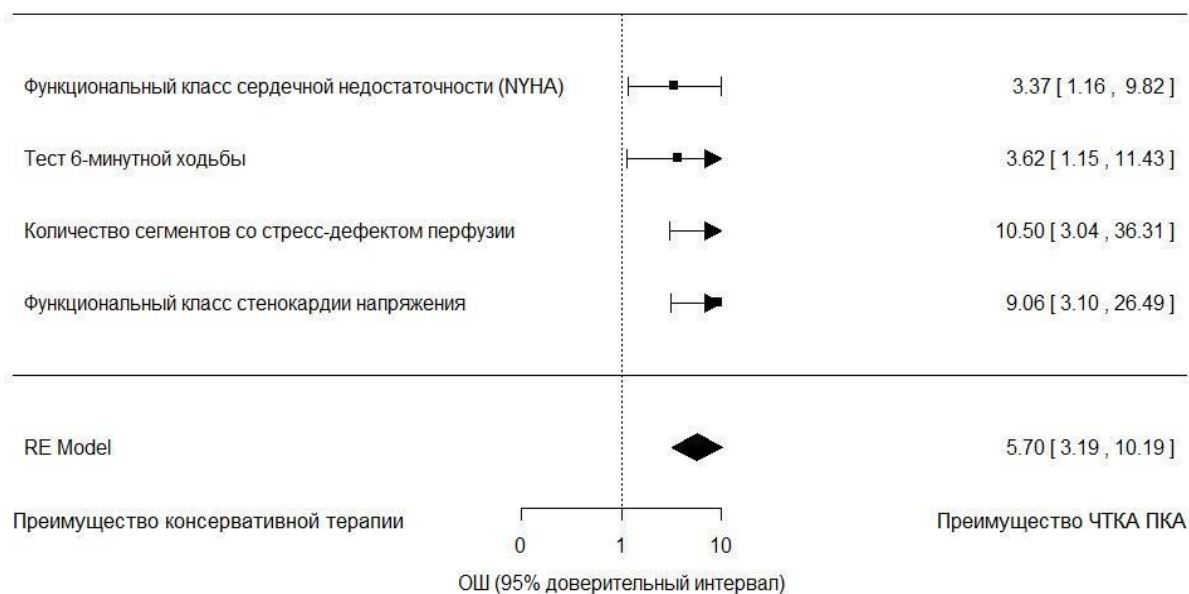 Функциональный класс сердечной недостаточности (NYHA) 3.37 [ 1.16 , 9.82 ]
Тест 6-минутной ходьбы 3.62 [ 1.15 , 11.43 ]
Количество сегментов со стресс-дефектом перфузии 10.50 [ 3.04 , 36.31 ]
Функциональный класс стенокардии напряжения 9.06 [ 3.10 , 26.49 ]
RE Model 5.70 [ 3.19 , 10.19 ]
Преимущество консервативной терапии Преимущество ЧТКА ПКА
0 1 10
ОШ (95% доверительный интервал)